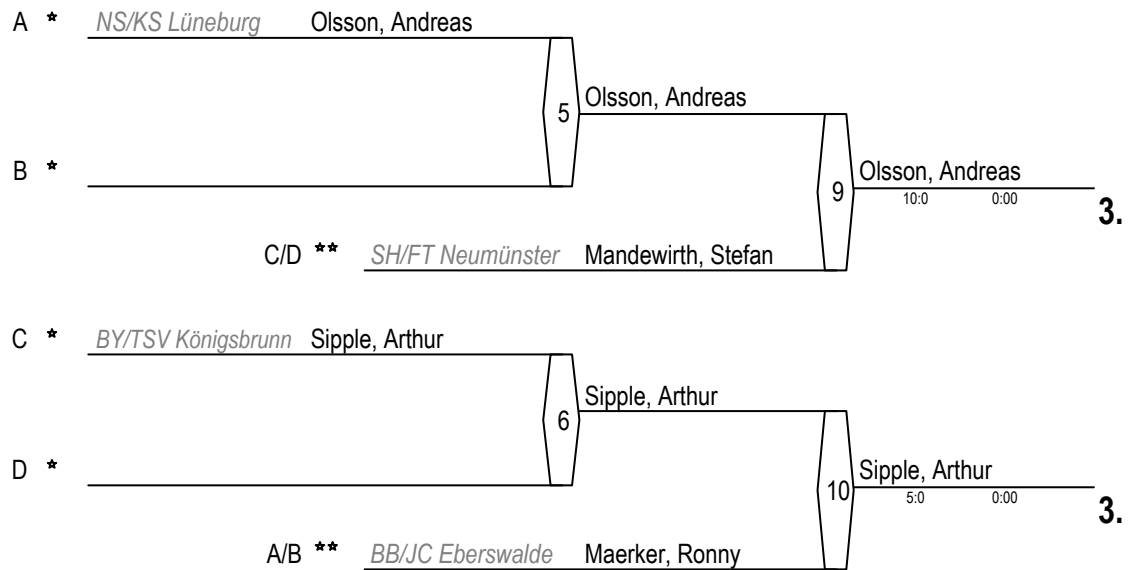 A * NS/KS Lüneburg Olsson, Andreas
5 Olsson, Andreas
B *
9 Olsson, Andreas
10:0 0:00
3.
C/D ** SH/FT Neumünster Mandewirth, Stefan
C * BY/TSV Königsbrunn Sipple, Arthur
6 Sipple, Arthur
D *
10 Sipple, Arthur
5:0 0:00
3.
A/B ** BB/JC Eberswalde Maerker, Ronny